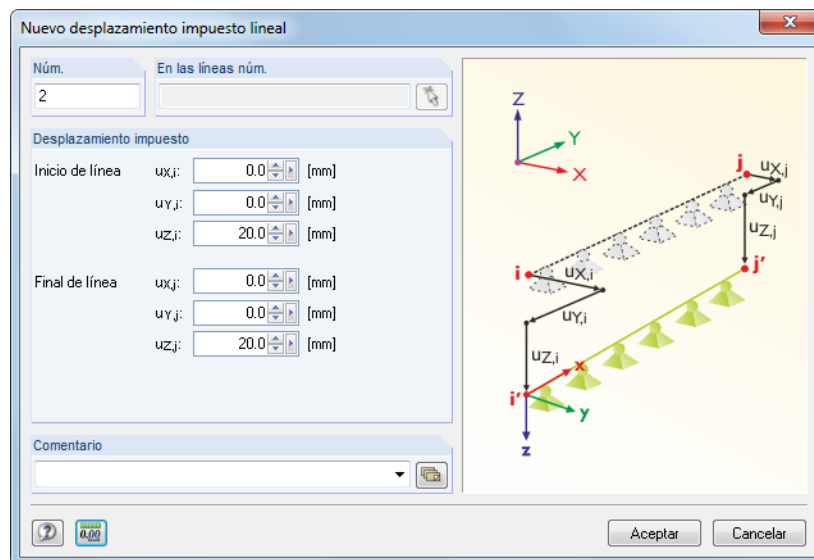 Nuevo desplazamiento impuesto lineal
x
Núm.
En las líneas núm.
2
Desplazamiento impuesto
Inicio de línea
uX,i: 0.0 [mm]
uY,i: 0.0 [mm]
uZ,i: 20.0 [mm]
Final de línea
uX,j: 0.0 [mm]
uY,j: 0.0 [mm]
uZ,j: 20.0 [mm]
Comentario
Z
Y
X
j
uX,j
uY,j
uZ,j
j'
i
uX,i
uY,i
uZ,i
x
i'
y
z
0.00
Aceptar
Cancelar